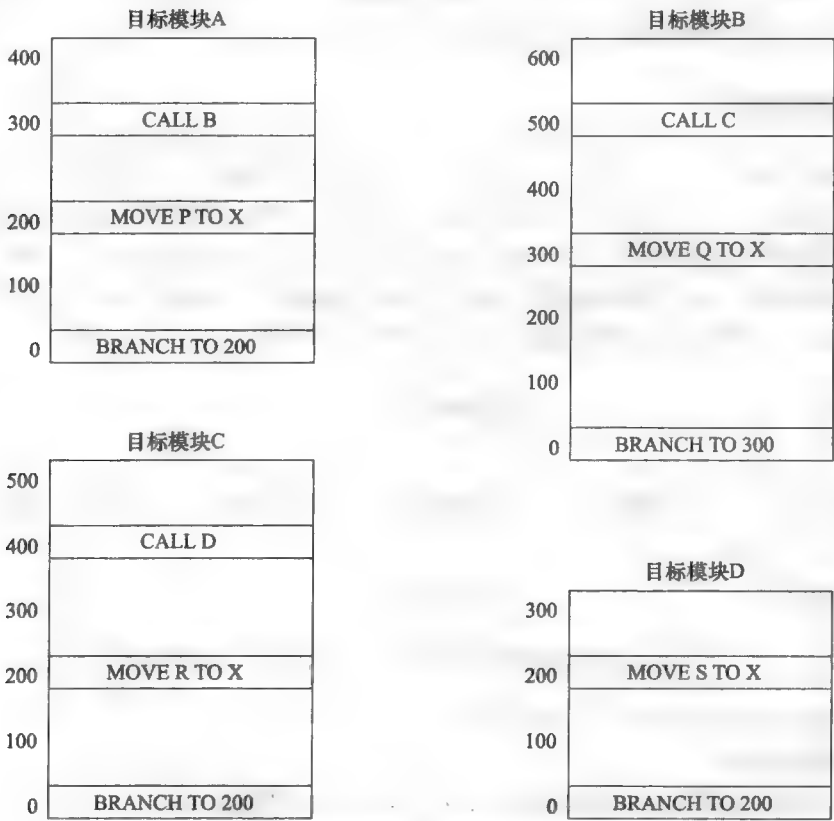 目标模块A
400
300 CALL B
200 MOVE P TO X
100
0 BRANCH TO 200
目标模块B
600
500 CALL C
400
300 MOVE Q TO X
200
100
0 BRANCH TO 300
目标模块C
500
400 CALL D
300
200 MOVE R TO X
100
0 BRANCH TO 200
目标模块D
300
200 MOVE S TO X
100
0 BRANCH TO 200